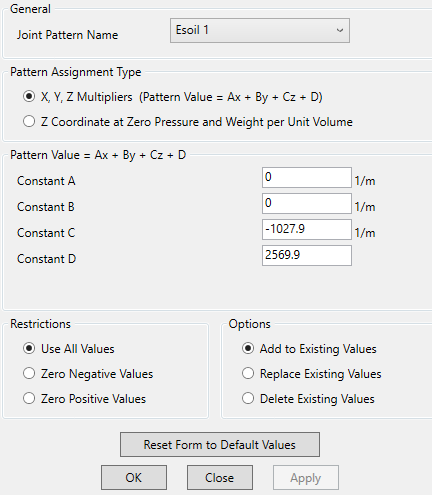 General
Joint Pattern Name Esoil 1
Pattern Assignment Type
X, Y, Z Multipliers (Pattern Value = Ax + By + Cz + D)
Z Coordinate at Zero Pressure and Weight per Unit Volume
Pattern Value = Ax + By + Cz + D
Constant A 0 1/m
Constant B 0 1/m
Constant C -1027.9 1/m
Constant D 2569.9
Restrictions Options
Use All Values Add to Existing Values
Zero Negative Values Replace Existing Values
Zero Positive Values Delete Existing Values
Reset Form to Default Values
OK Close Apply